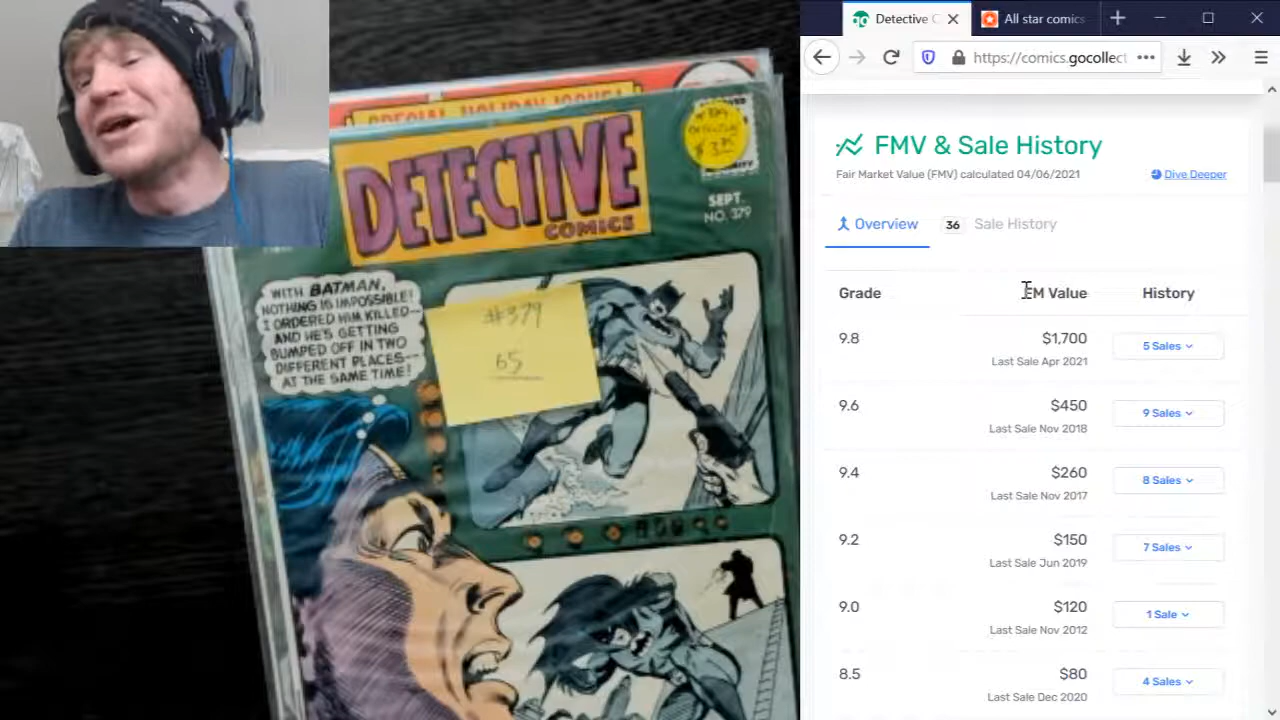 SPECIAL HOLIDAY ISSUE!
DETECTIVE
COMICS
$3.
SEPT.
NO. 379
WITH BATMAN,
NOTHING IS IMPOSSIBLE!
I ORDERED HIM KILLED--
AND HE'S GETTING
BUMPED OFF IN TWO
DIFFERENT PLACES--
AT THE SAME TIME!
#379
65
Detective C
All star comics
https://comics.gocollect
FMV & Sale History
Fair Market Value (FMV) calculated 04/06/2021
Dive Deeper
Overview 36 Sale History
Grade FM Value History
9.8 $1,700 5 Sales
Last Sale Apr 2021
9.6 $450 9 Sales
Last Sale Nov 2018
9.4 $260 8 Sales
Last Sale Nov 2017
9.2 $150 7 Sales
Last Sale Jun 2019
9.0 $120 1 Sale
Last Sale Nov 2012
8.5 $80 4 Sales
Last Sale Dec 2020